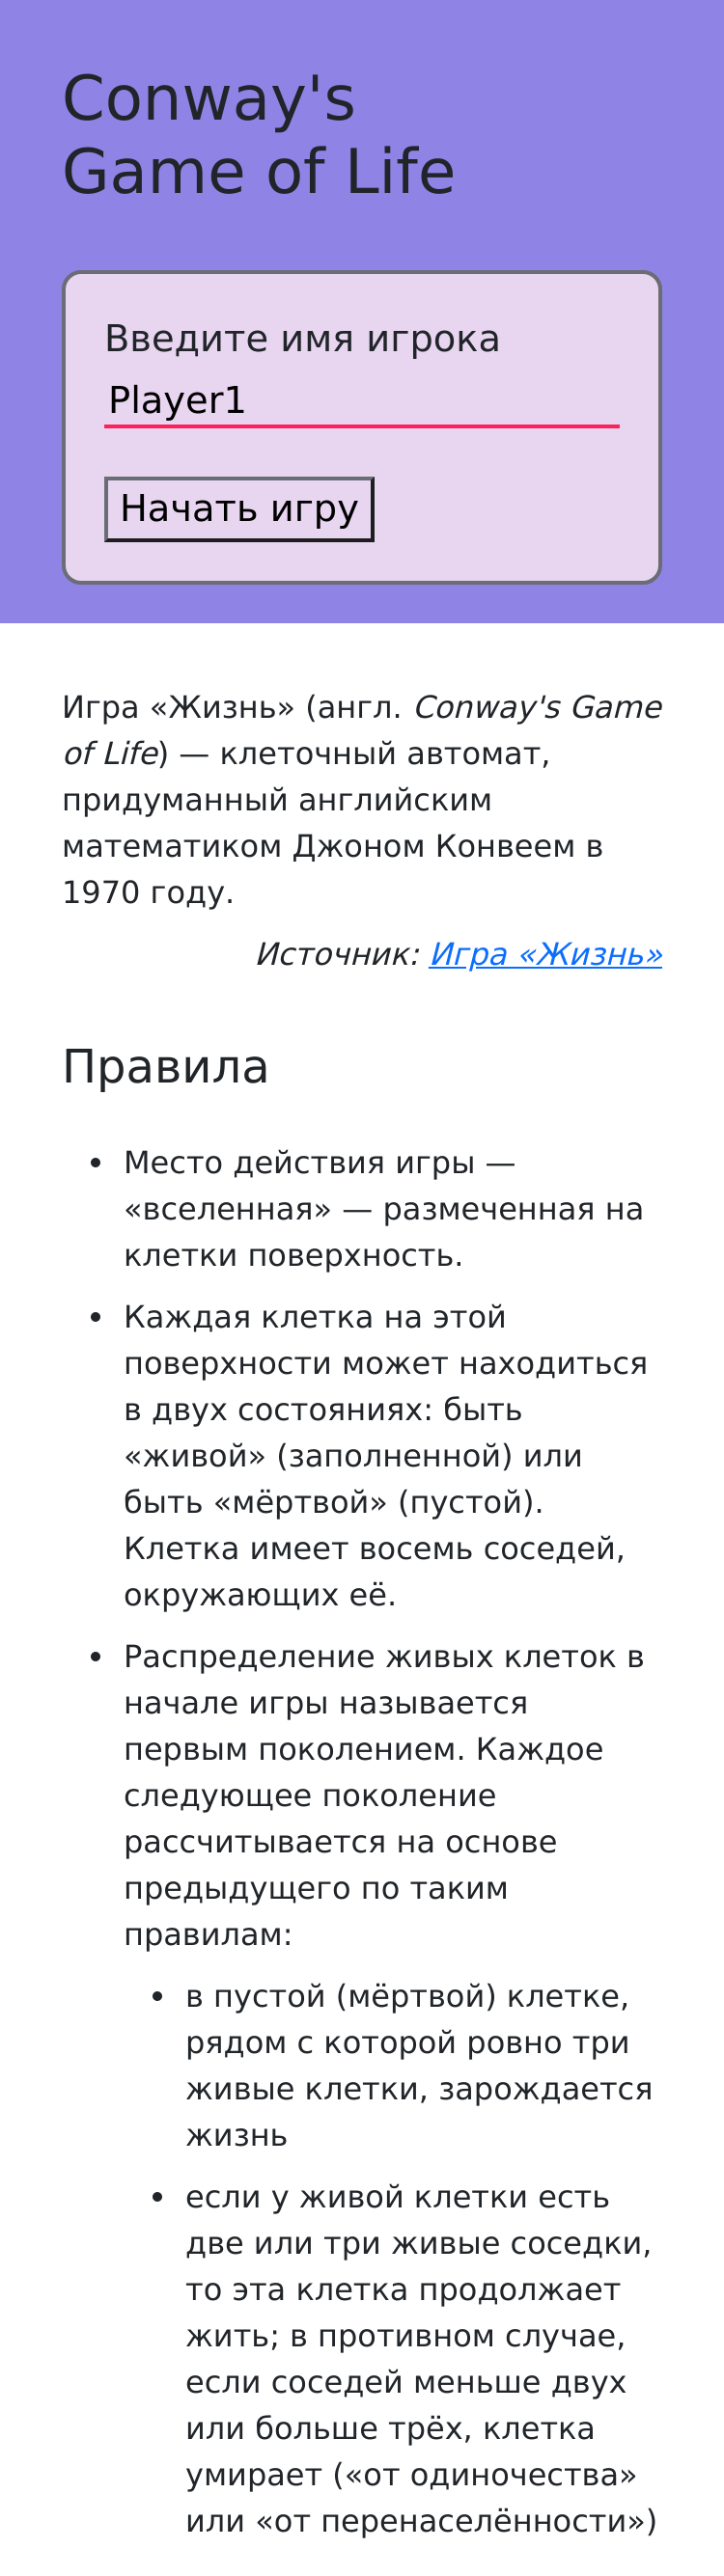 Conway's
Game of Life
Введите имя игрока
Player1
Начать игру
Игра «Жизнь» (англ. Conway's Game
of Life) — клеточный автомат,
придуманный английским
математиком Джоном Конвеем в
1970 году.
Источник: Игра «Жизнь»
Правила
• Место действия игры —
«вселенная» — размеченная на
клетки поверхность.
• Каждая клетка на этой
поверхности может находиться
в двух состояниях: быть
«живой» (заполненной) или
быть «мёртвой» (пустой).
Клетка имеет восемь соседей,
окружающих её.
• Распределение живых клеток в
начале игры называется
первым поколением. Каждое
следующее поколение
рассчитывается на основе
предыдущего по таким
правилам:
• в пустой (мёртвой) клетке,
рядом с которой ровно три
живые клетки, зарождается
жизнь
• если у живой клетки есть
две или три живые соседки,
то эта клетка продолжает
жить; в противном случае,
если соседей меньше двух
или больше трёх, клетка
умирает («от одиночества»
или «от перенаселённости»)